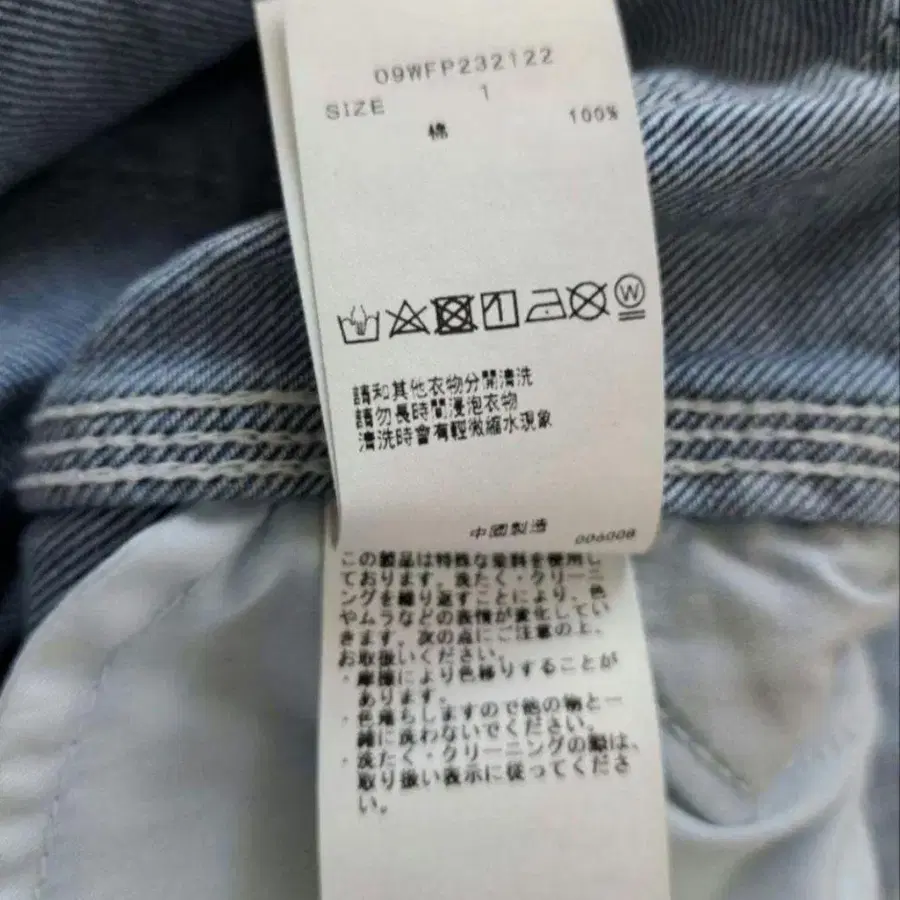 09WFP232122
SIZE 1
棉 100%
W
請和其他衣物分開清洗
請勿長時間浸泡衣物
清洗時會有輕微縮水現象
中國製造
006008
この製品は特殊な染料を使用し
ております。洗たく・クリーニ
ングを繰り返すことにより、色
やムラなどの表情が変化してい
きます。次の点にご注意の上、
お取扱いください。
・摩擦により色移りすることが
あります。
・色落ちしますので他の物と一
緒に洗わないでください。
・洗たく・クリーニングの際は、
取り扱い表示に従ってくださ
い。